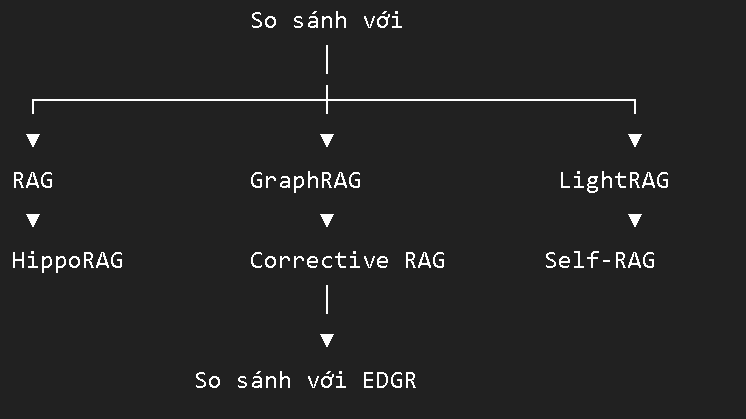 So sánh với
RAG GraphRAG LightRAG
HippoRAG Corrective RAG Self-RAG
So sánh với EDGR